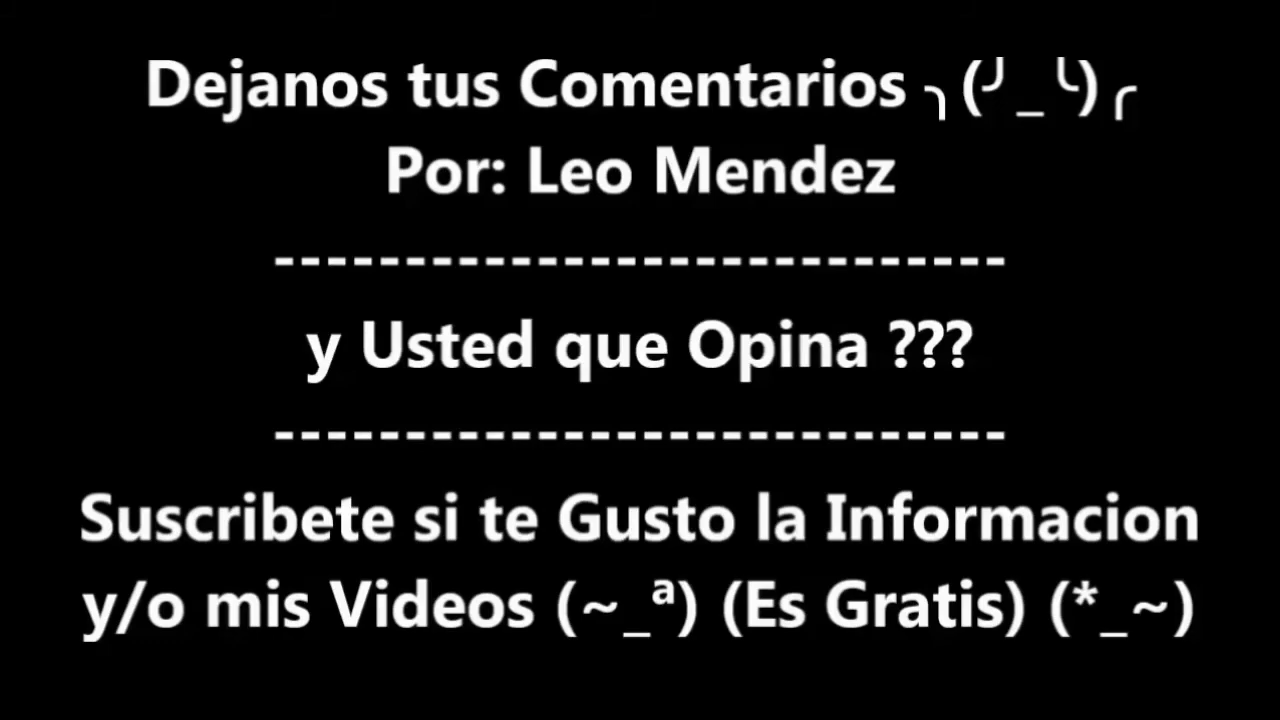 Dejanos tus Comentarios ╮(╯_╰)╭
Por: Leo Mendez
----------------------------
y Usted que Opina ???
----------------------------
Suscribete si te Gusto la Informacion
y/o mis Videos (~_ª) (Es Gratis) (*_~)